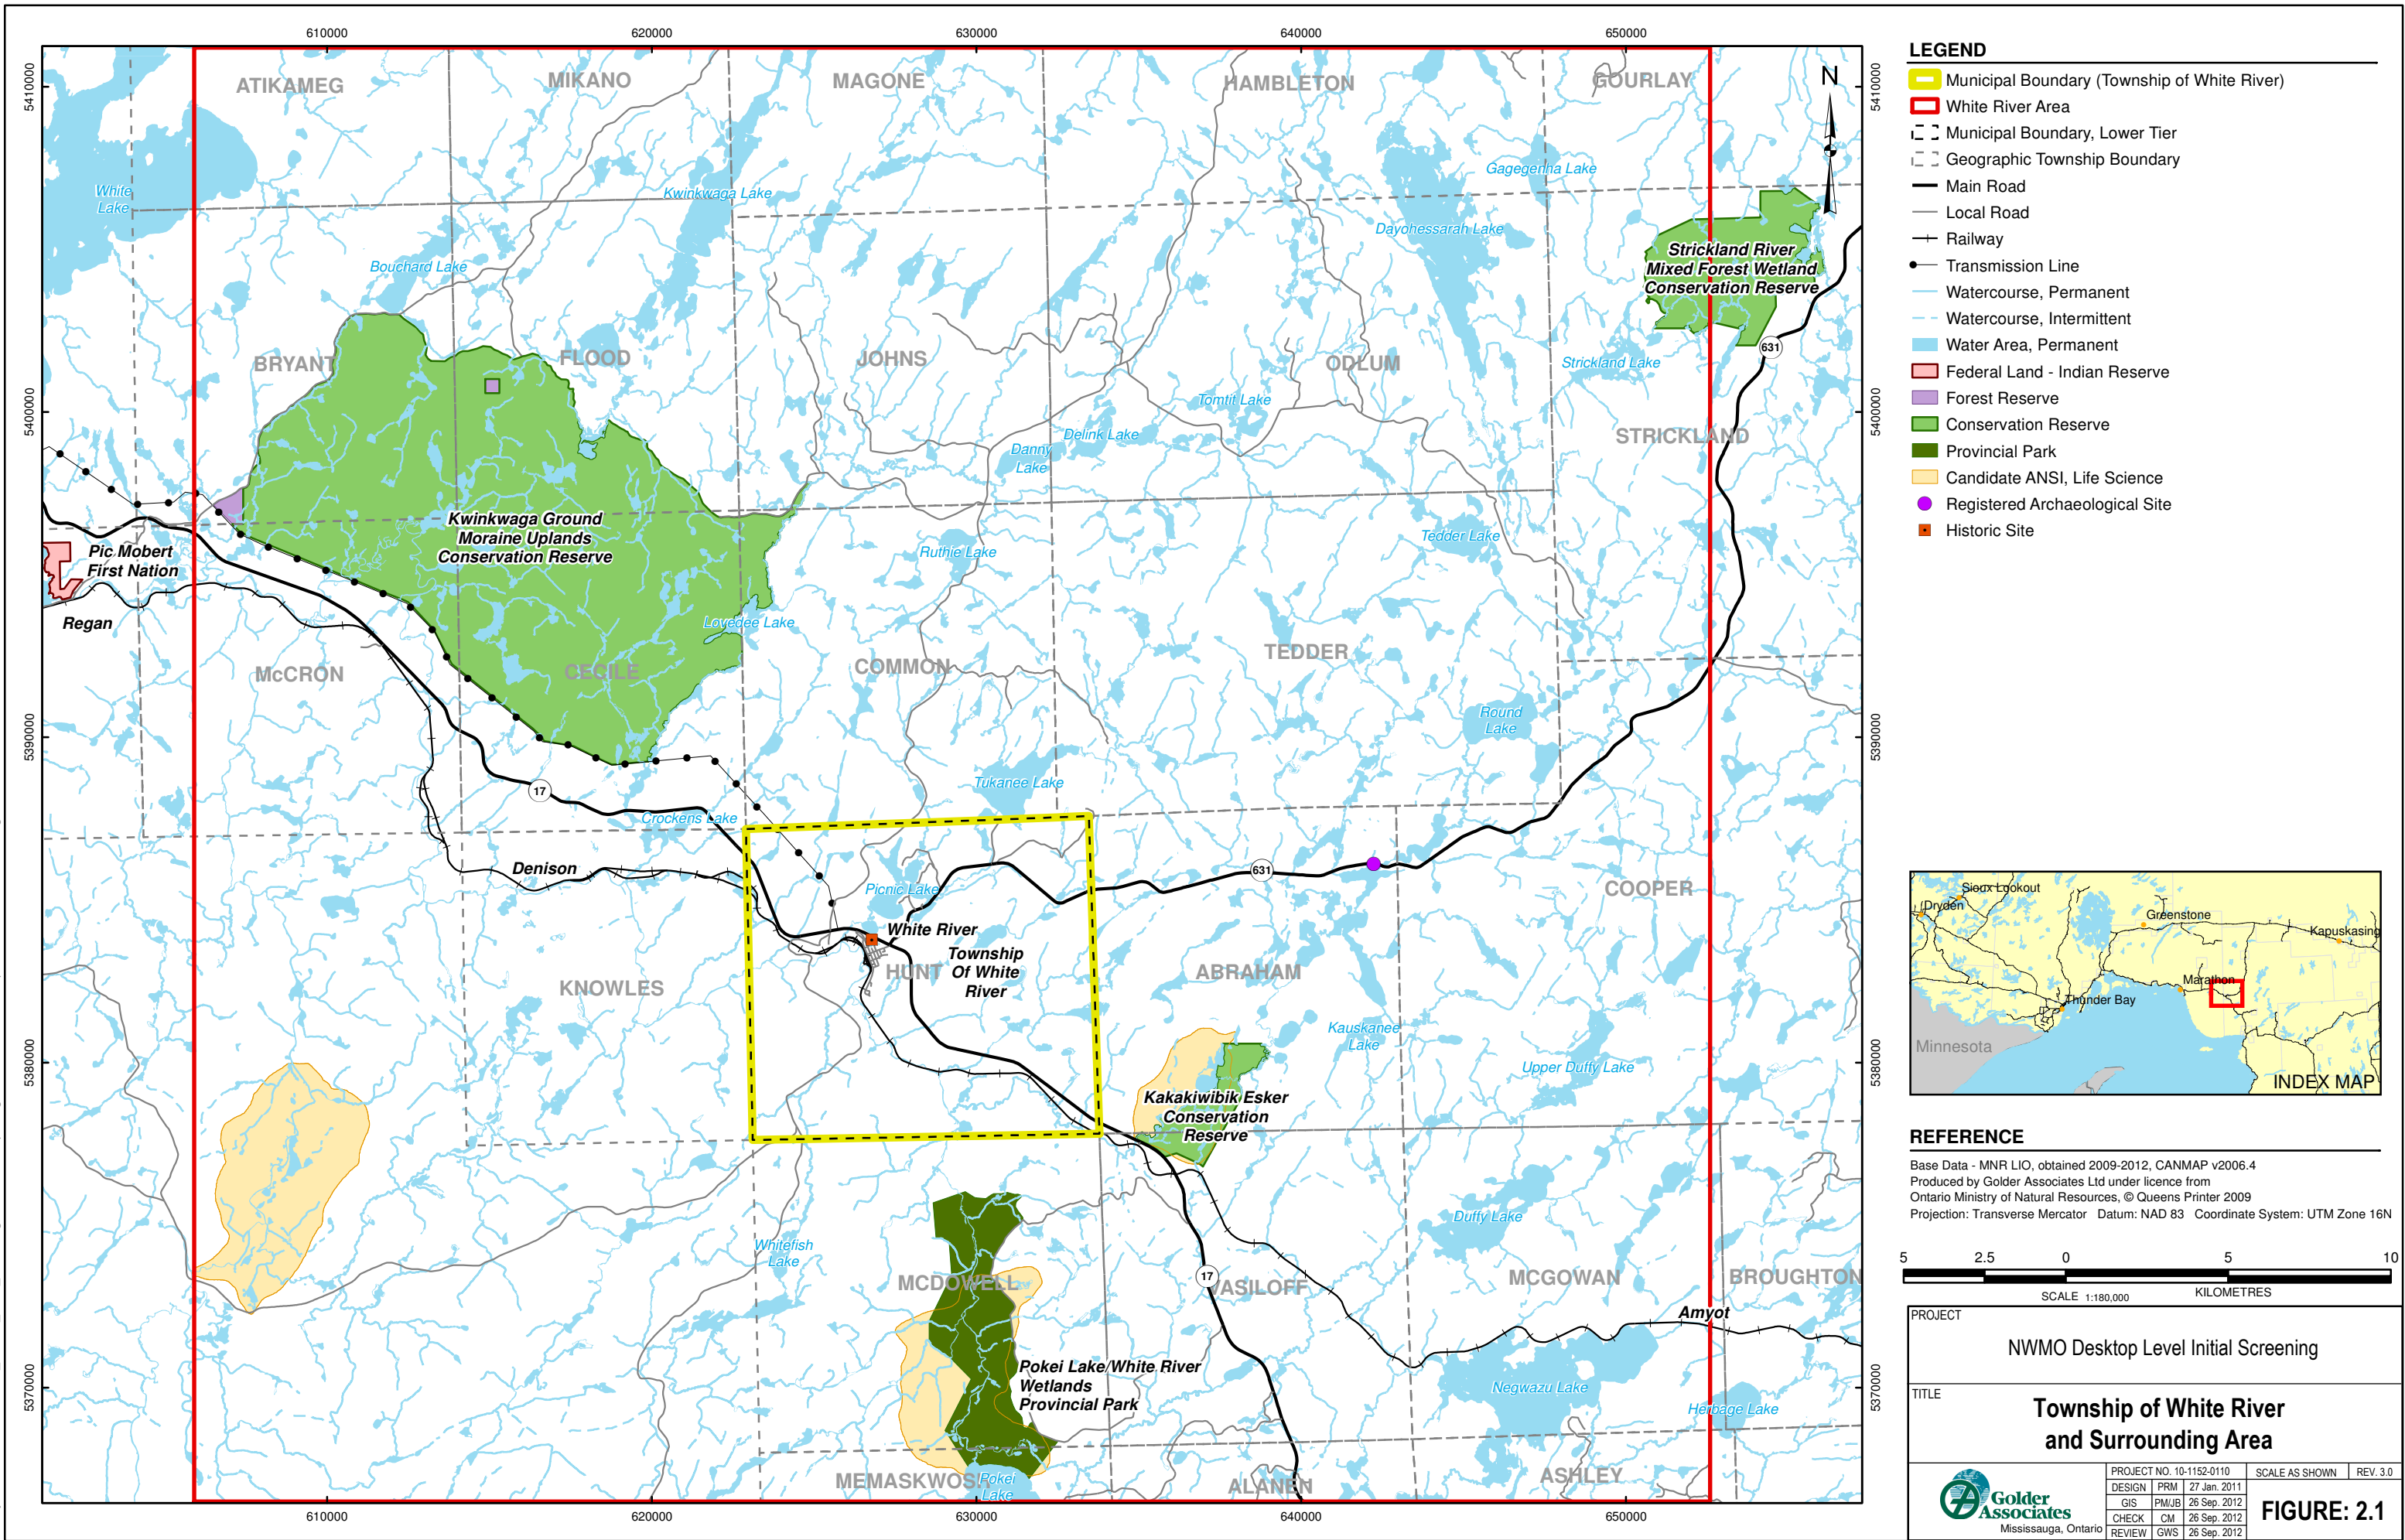 610000 620000 630000 640000 650000
5410000
5400000
5390000
5380000
5370000
5410000
5400000
5390000
5380000
5370000
N
ATIKAMEG
MIKANO
MAGONE
HAMBLETON
GOURLAY
White
Lake
Kwinkwaga Lake
Gagegenha Lake
Dayohessarah Lake
Bouchard Lake
Strickland River
Mixed Forest Wetland
Conservation Reserve
631
BRYANT
FLOOD
JOHNS
ODLUM
Strickland Lake
Tomtit Lake
Delink Lake
Danny
Lake
STRICKLAND
Kwinkwaga Ground
Moraine Uplands
Conservation Reserve
Pic Mobert
First Nation
Regan
Ruthie Lake
Tedder Lake
Lovedee Lake
McCRON
CECILE
COMMON
TEDDER
Round
Lake
17
Tukanee Lake
Crockens Lake
Denison
Picnic Lake
631
COOPER
White River
Township
Of White
River
HUNT
KNOWLES
ABRAHAM
Kauskanee
Lake
Upper Duffy Lake
Kakakiwibik Esker
Conservation
Reserve
Whitefish
Lake
Duffy Lake
MCDOWELL
17
VASILOFF
MCGOWAN
BROUGHTON
Amyot
Pokei Lake/White River
Wetlands
Provincial Park
Negwazu Lake
Herbage Lake
MEMASKWOSH
Pokei
Lake
ALANEN
ASHLEY
610000 620000 630000 640000 650000
LEGEND
Municipal Boundary (Township of White River)
White River Area
Municipal Boundary, Lower Tier
Geographic Township Boundary
Main Road
Local Road
Railway
Transmission Line
Watercourse, Permanent
Watercourse, Intermittent
Water Area, Permanent
Federal Land - Indian Reserve
Forest Reserve
Conservation Reserve
Provincial Park
Candidate ANSI, Life Science
Registered Archaeological Site
Historic Site
Sioux Lookout
Dryden
Greenstone
Kapuskasing
Marathon
Thunder Bay
Minnesota
INDEX MAP
REFERENCE
Base Data - MNR LIO, obtained 2009-2012, CANMAP v2006.4
Produced by Golder Associates Ltd under licence from
Ontario Ministry of Natural Resources, © Queens Printer 2009
Projection: Transverse Mercator Datum: NAD 83 Coordinate System: UTM Zone 16N
5 2.5 0 5 10
SCALE 1:180,000 KILOMETRES
PROJECT
NWMO Desktop Level Initial Screening
TITLE
Township of White River
and Surrounding Area
Golder
Associates
Mississauga, Ontario
PROJECT NO. 10-1152-0110 SCALE AS SHOWN REV. 3.0
DESIGN PRM 27 Jan. 2011
GIS PM/JB 26 Sep. 2012
CHECK CM 26 Sep. 2012
REVIEW GWS 26 Sep. 2012
FIGURE: 2.1